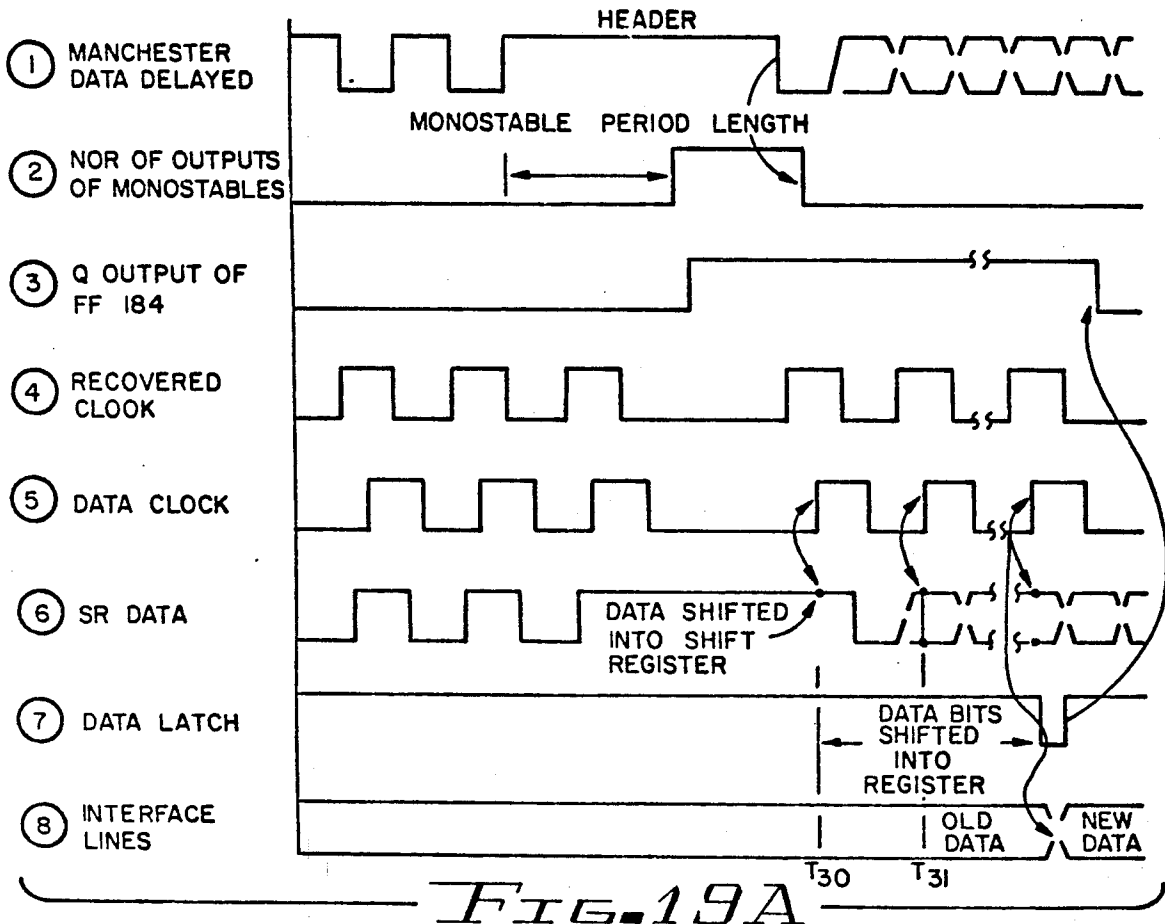 HEADER
1 MANCHESTER
DATA DELAYED
MONOSTABLE PERIOD LENGTH
2 NOR OF OUTPUTS
OF MONOSTABLES
3 Q OUTPUT OF
FF 184
4 RECOVERED
CLOOK
5 DATA CLOCK
6 SR DATA
DATA SHIFTED
INTO SHIFT
REGISTER
7 DATA LATCH
DATA BITS
SHIFTED
INTO
REGISTER
8 INTERFACE
LINES
OLD
DATA
NEW
DATA
T30
T31
FIG. 19A